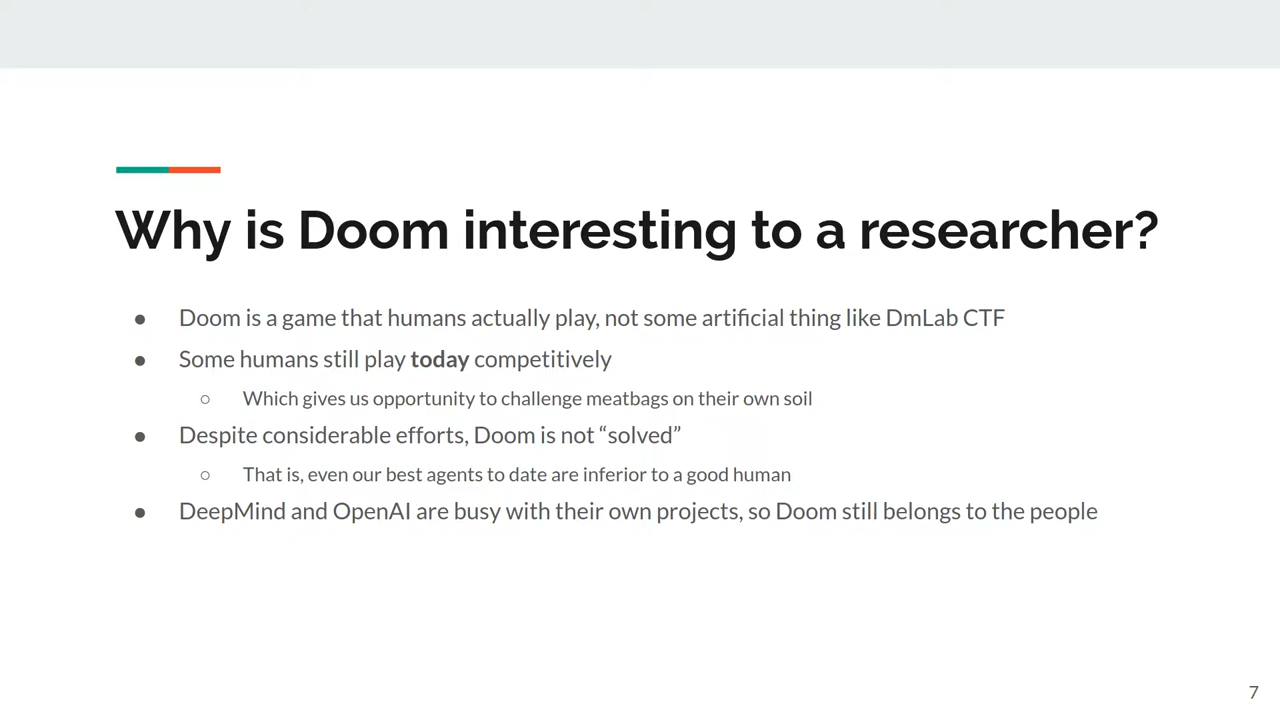 Why is Doom interesting to a researcher?
● Doom is a game that humans actually play, not some artificial thing like DmLab CTF
● Some humans still play today competitively
○ Which gives us opportunity to challenge meatbags on their own soil
● Despite considerable efforts, Doom is not “solved”
○ That is, even our best agents to date are inferior to a good human
● DeepMind and OpenAI are busy with their own projects, so Doom still belongs to the people
7